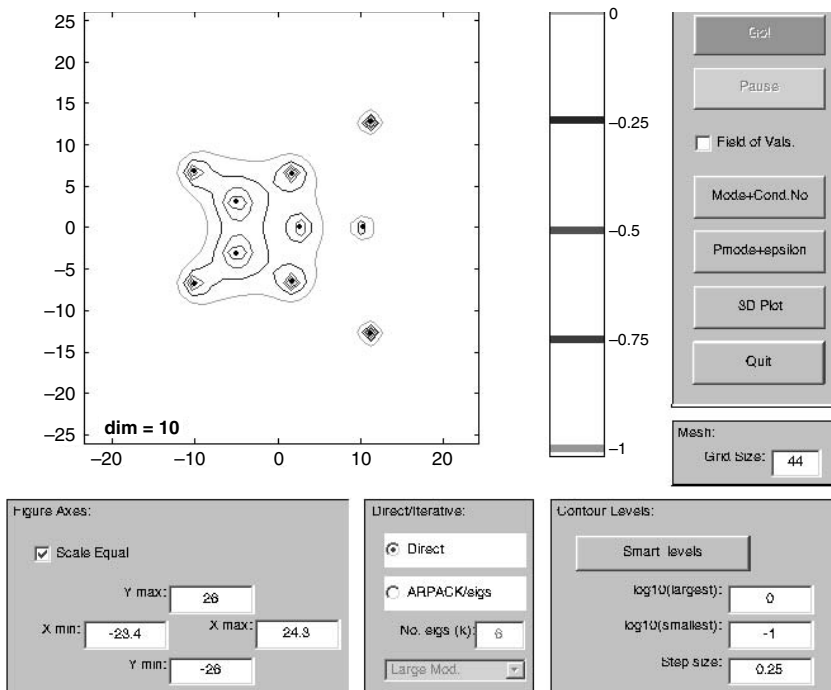 25
20
15
10
5
0
−5
−10
−15
−20
−25
dim = 10
−20 −10 0 10 20
0
−0.25
−0.5
−0.75
−1
Go!
Pause
Field of Vals.
Mode+Cond.No
Pmode+epsilon
3D Plot
Quit
Mesh:
Grid Size: 44
Figure Axes:
Scale Equal
Y max: 26
X min: -23.4 X max: 24.3
Y min: -26
Direct/Iterative:
Direct
ARPACK/eigs
No. eigs (k): 6
Large Mod.
Contour Levels:
Smart levels
log10(largest): 0
log10(smallest): -1
Step size: 0.25